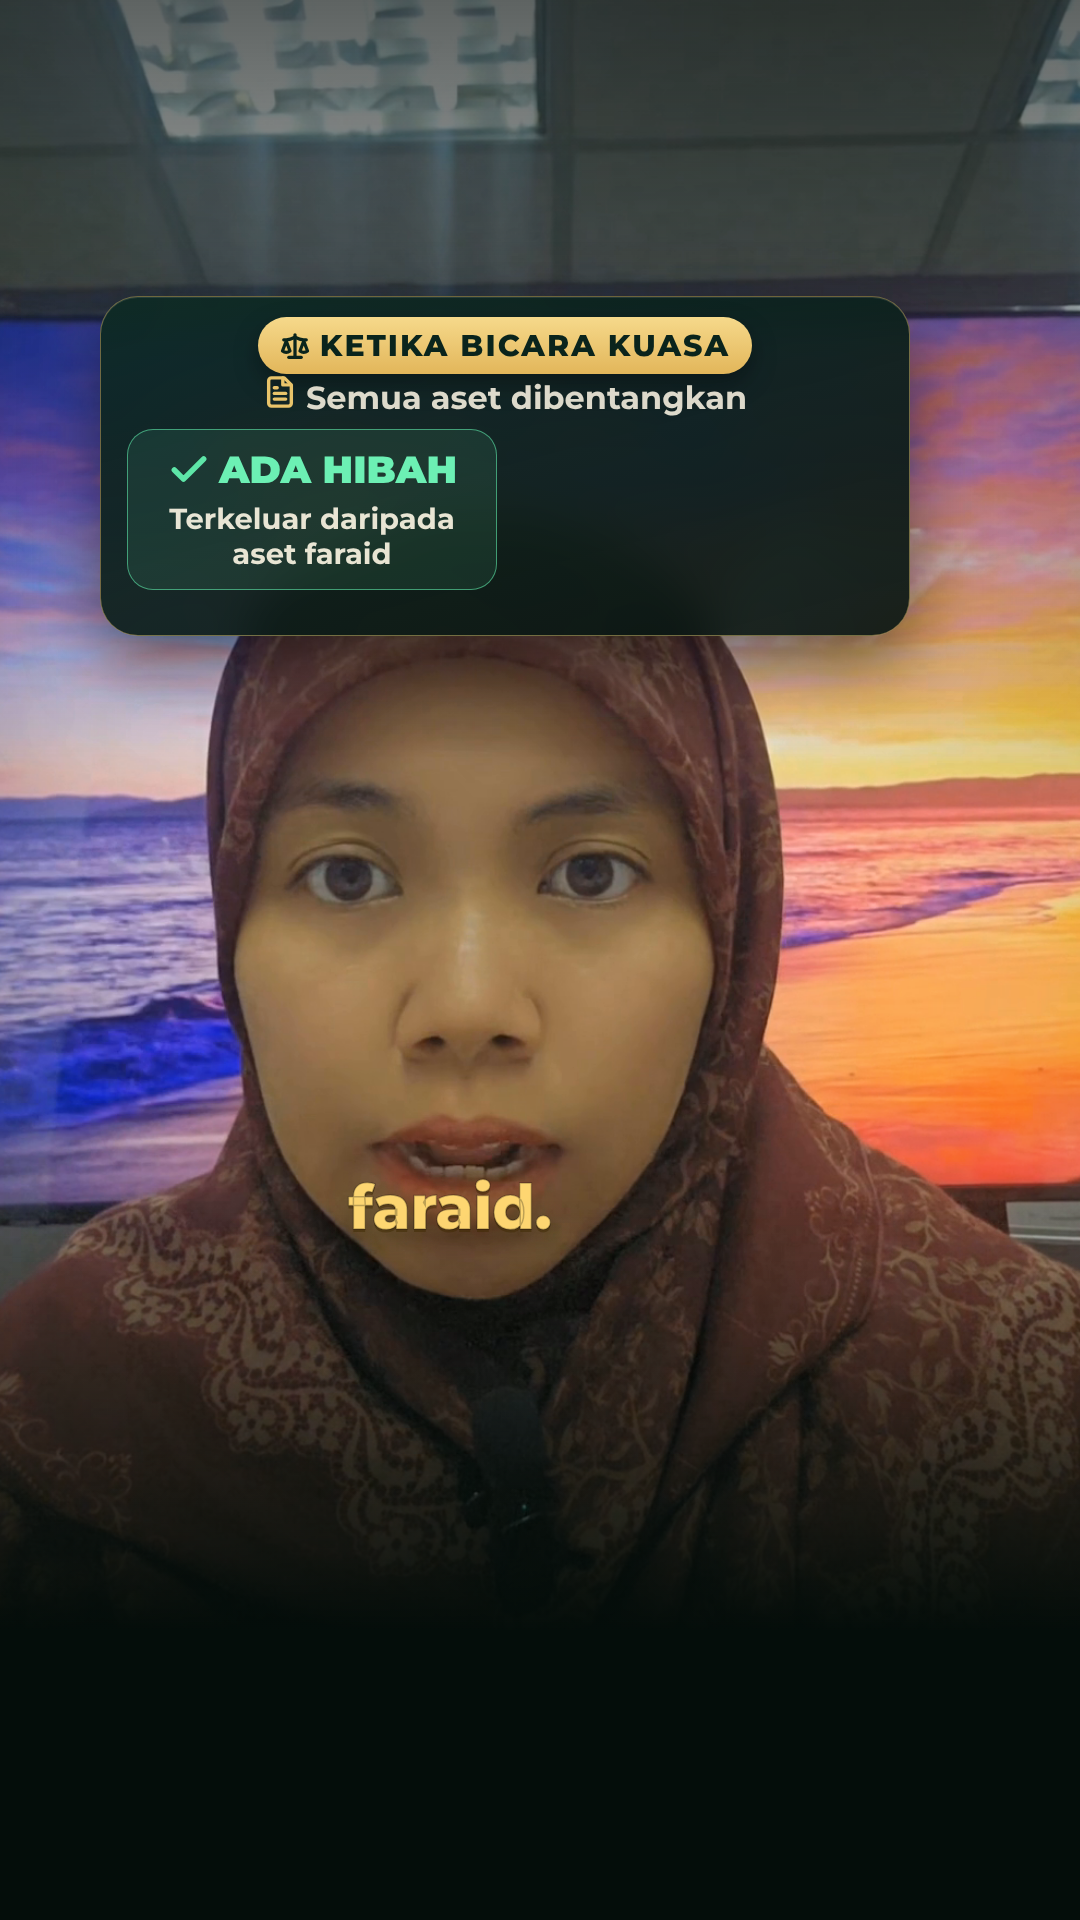 KETIKA BICARA KUASA
Semua aset dibentangkan
ADA HIBAH
Terkeluar daripada
aset faraid
faraid.